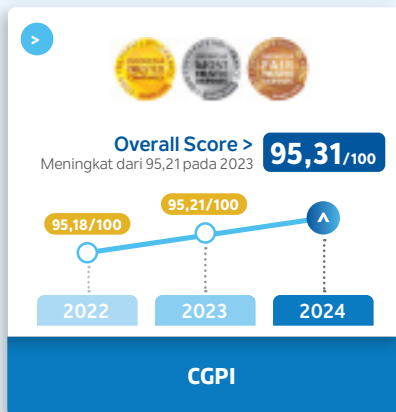 >
Overall Score >
Meningkat dari 95,21 pada 2023
95,31/100
95,21/100
95,18/100
2022
2023
2024
CGPI